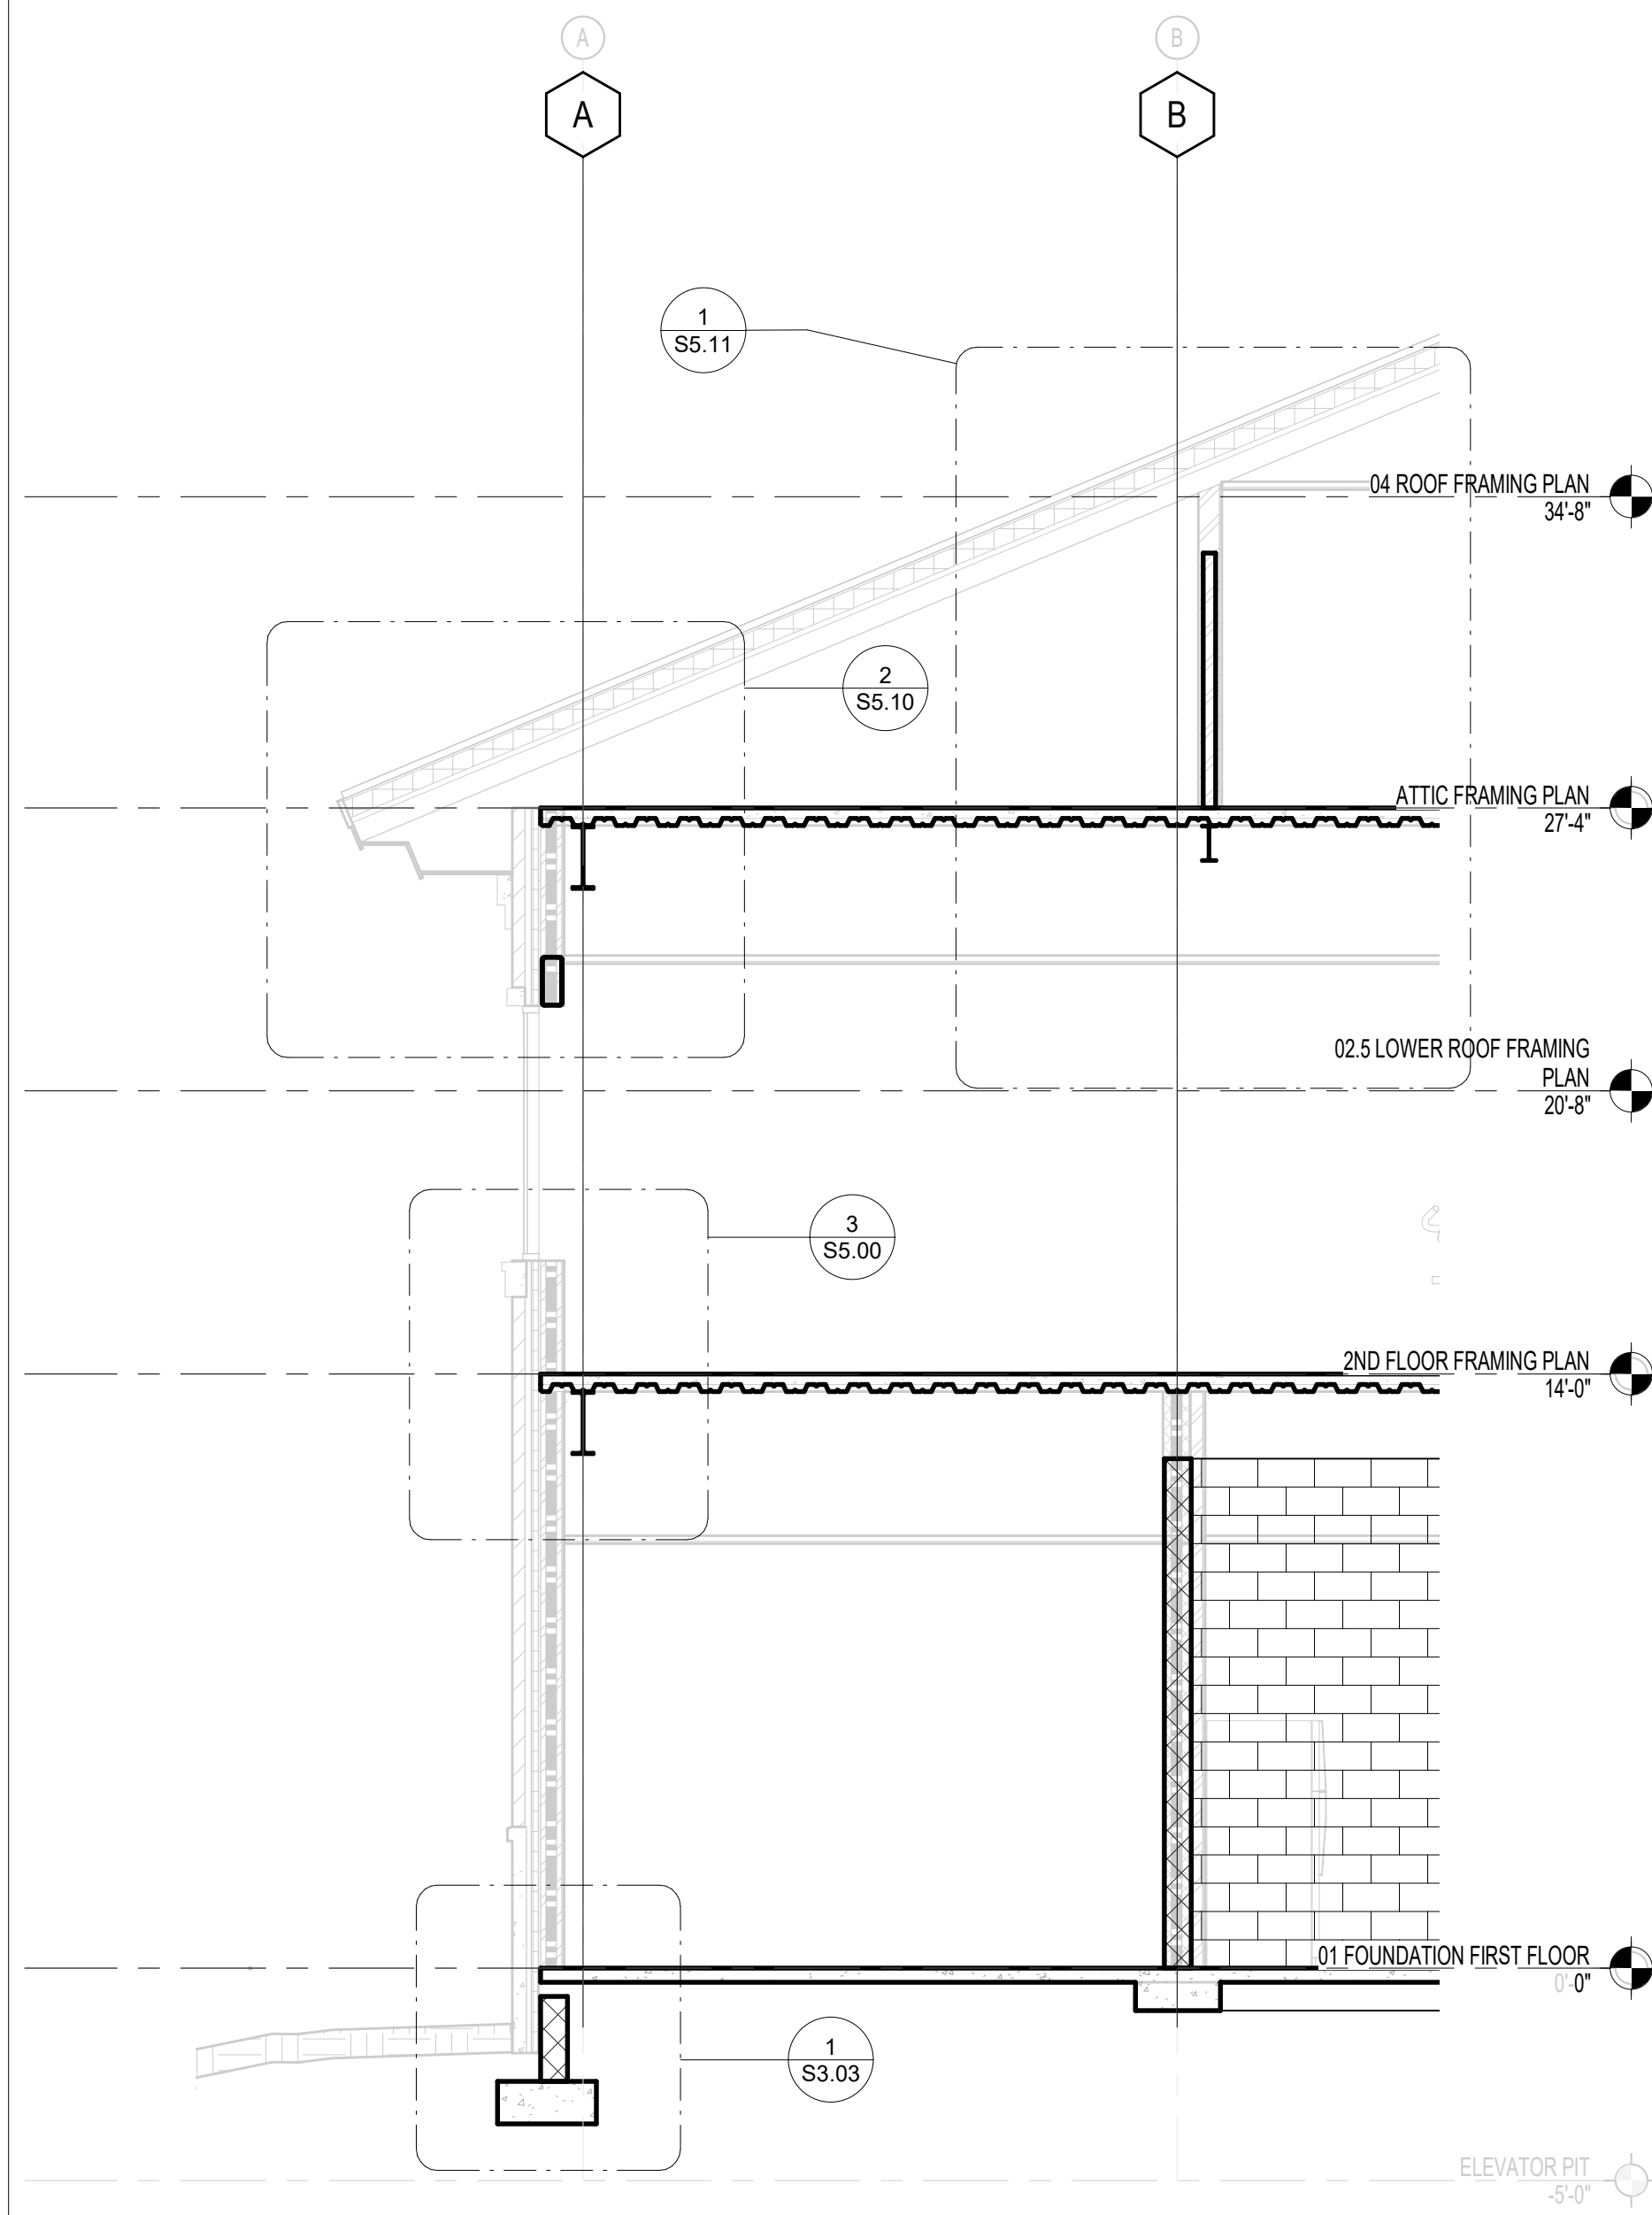 A
B
A
B
1
S5.11
04 ROOF FRAMING PLAN
34'-8"
2
S5.10
ATTIC FRAMING PLAN
27'-4"
02.5 LOWER ROOF FRAMING
PLAN
20'-8"
3
S5.00
2ND FLOOR FRAMING PLAN
14'-0"
01 FOUNDATION FIRST FLOOR
0'-0"
1
S3.03
ELEVATOR PIT
-5'-0"